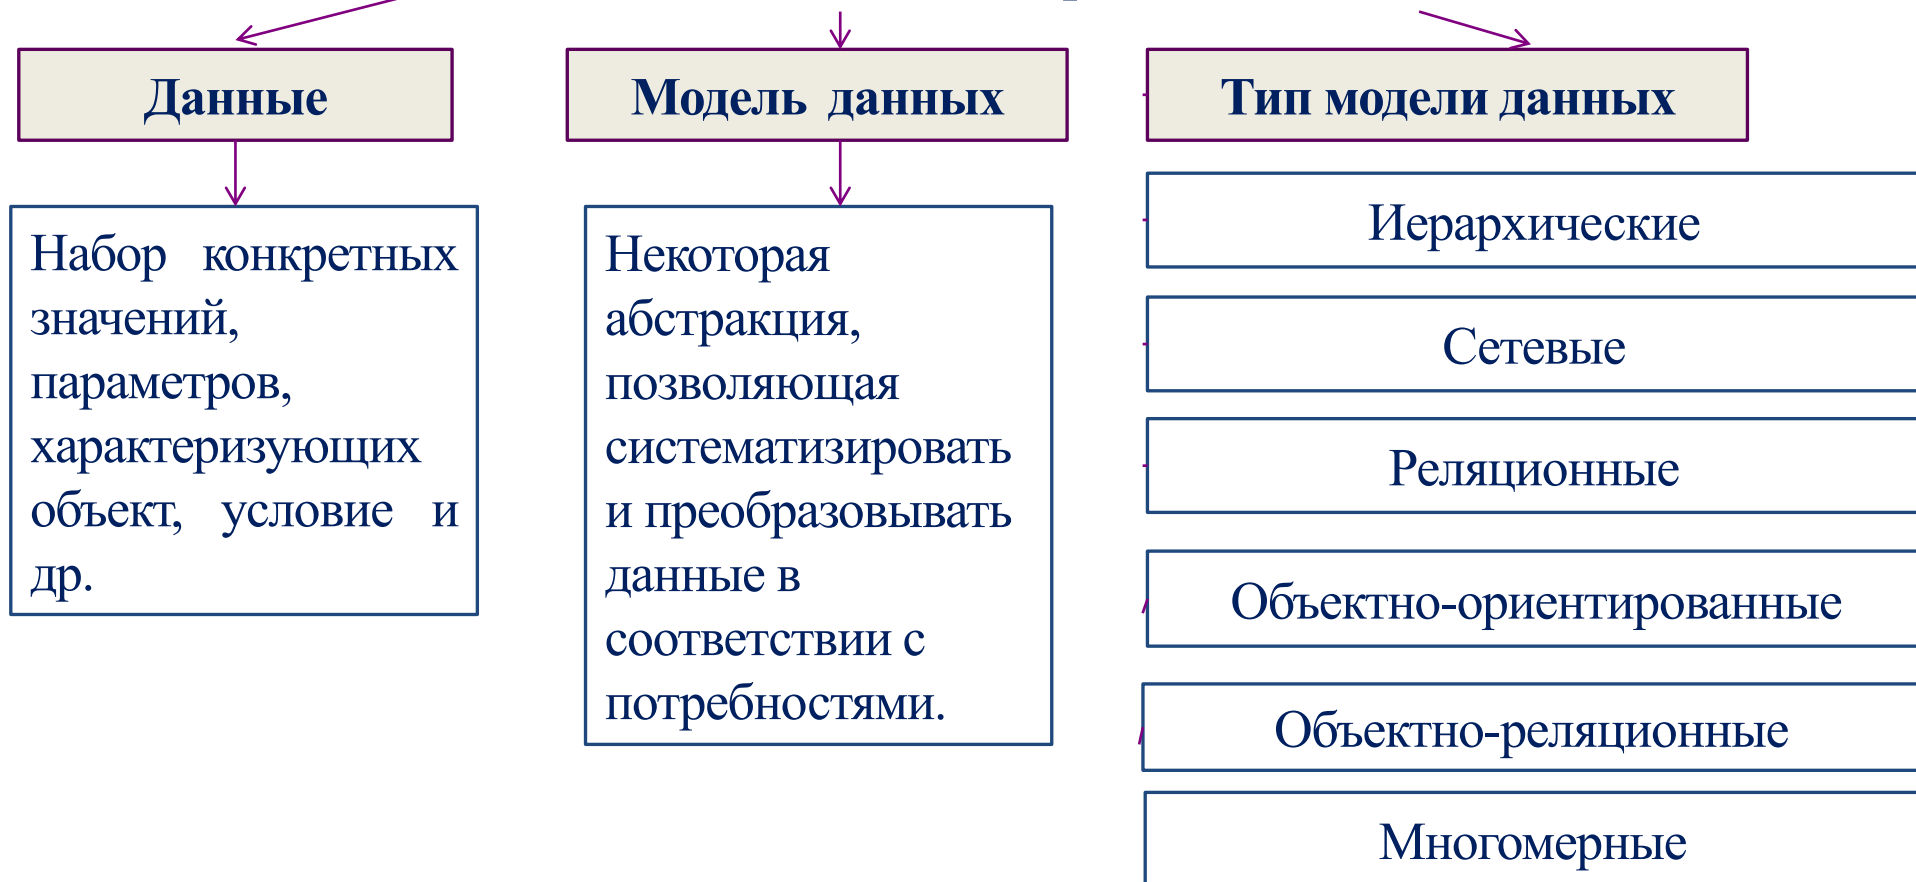 Данные
Модель данных
Тип модели данных
Набор конкретных
значений,
параметров,
характеризующих
объект, условие и
др.
Некоторая
абстракция,
позволяющая
систематизировать
и преобразовывать
данные в
соответствии с
потребностями.
Иерархические
Сетевые
Реляционные
Объектно-ориентированные
Объектно-реляционные
Многомерные